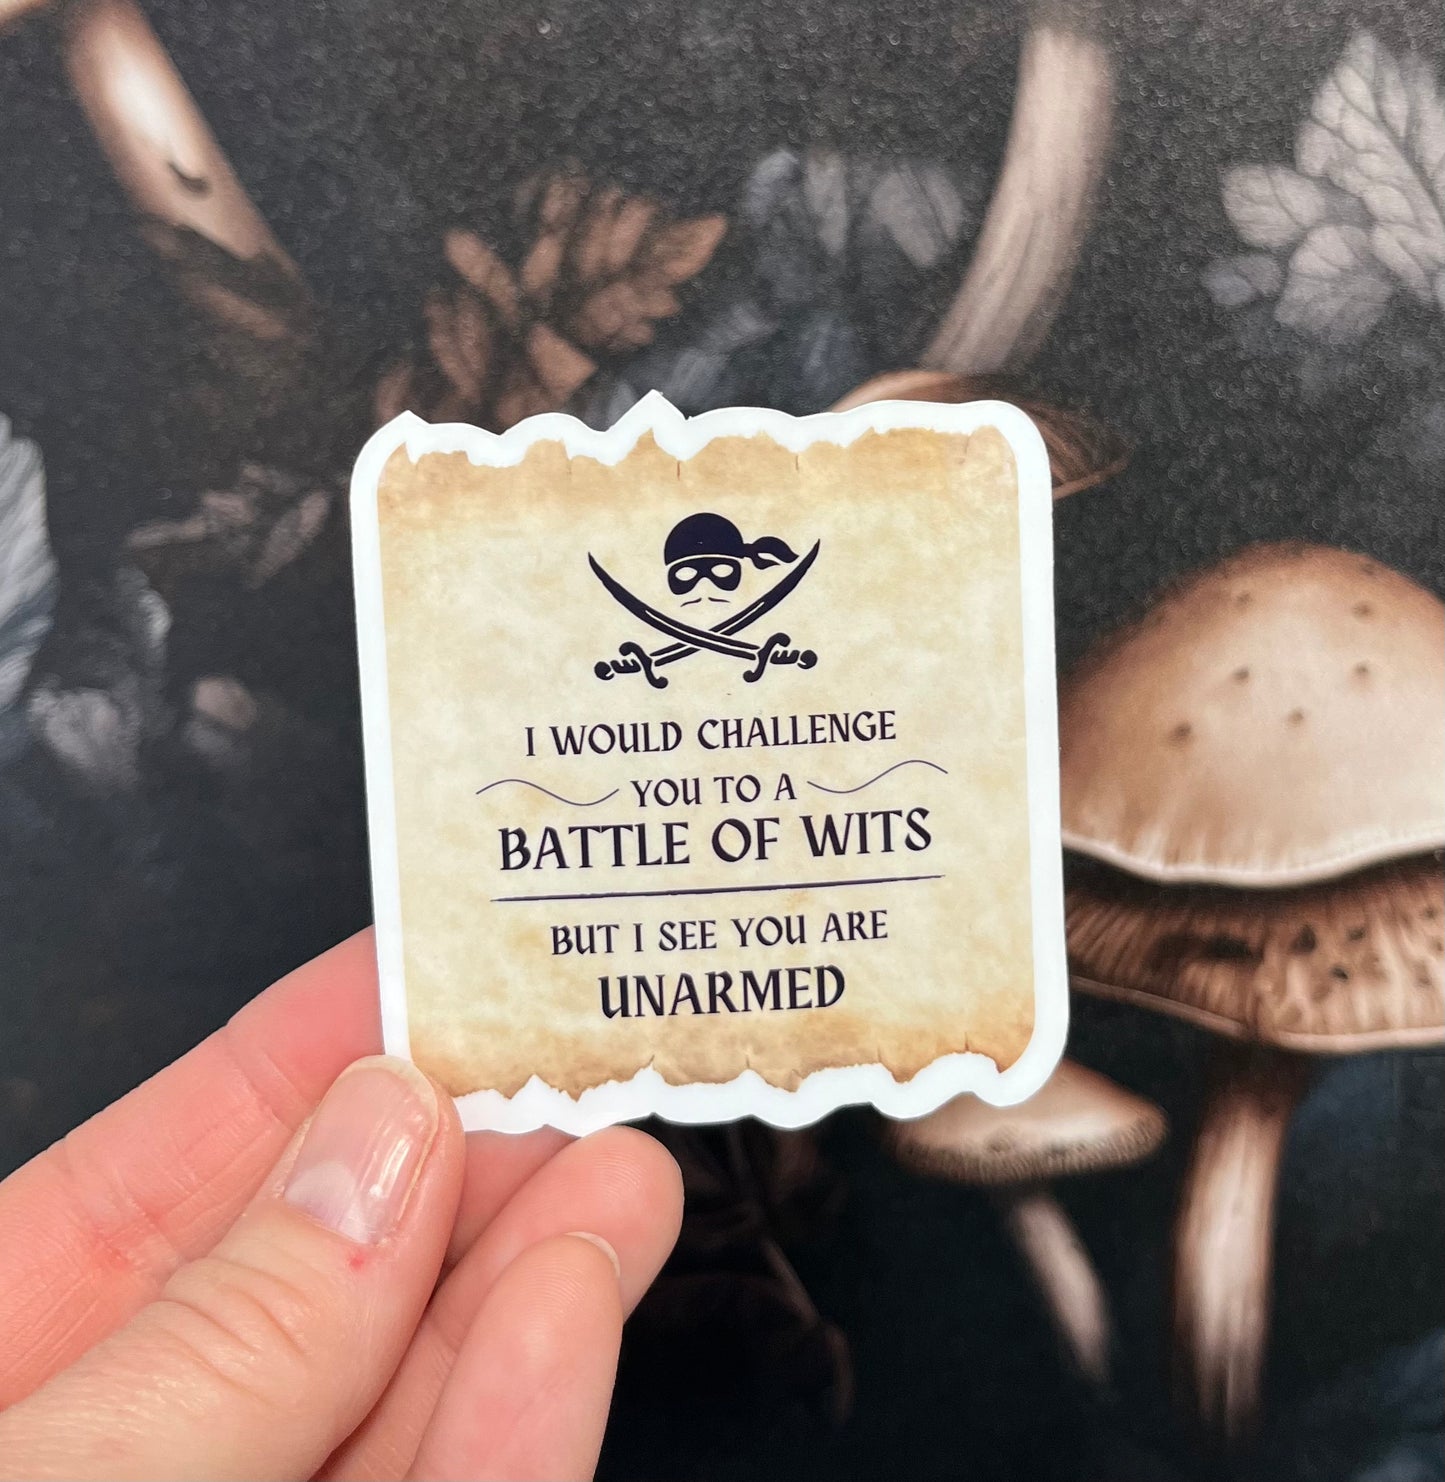 I WOULD CHALLENGE
YOU TO A
BATTLE OF WITS
BUT I SEE YOU ARE
UNARMED